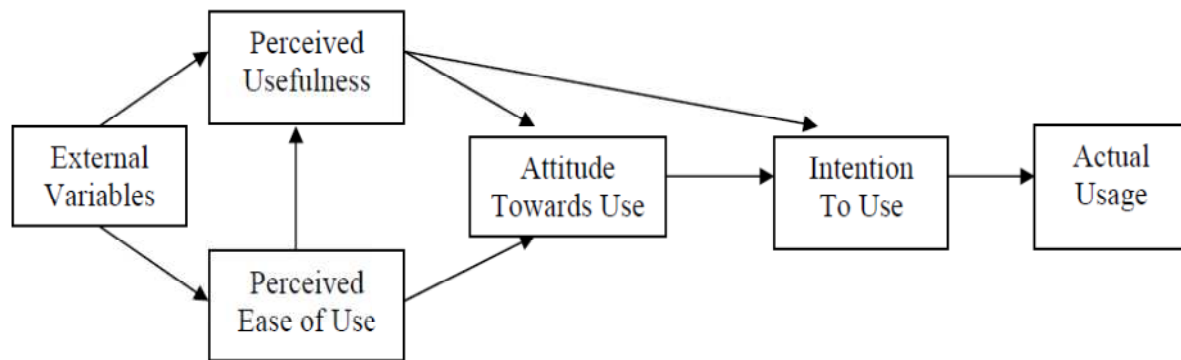 Perceived
Usefulness
External
Variables
Attitude
Towards Use
Intention
To Use
Actual
Usage
Perceived
Ease of Use